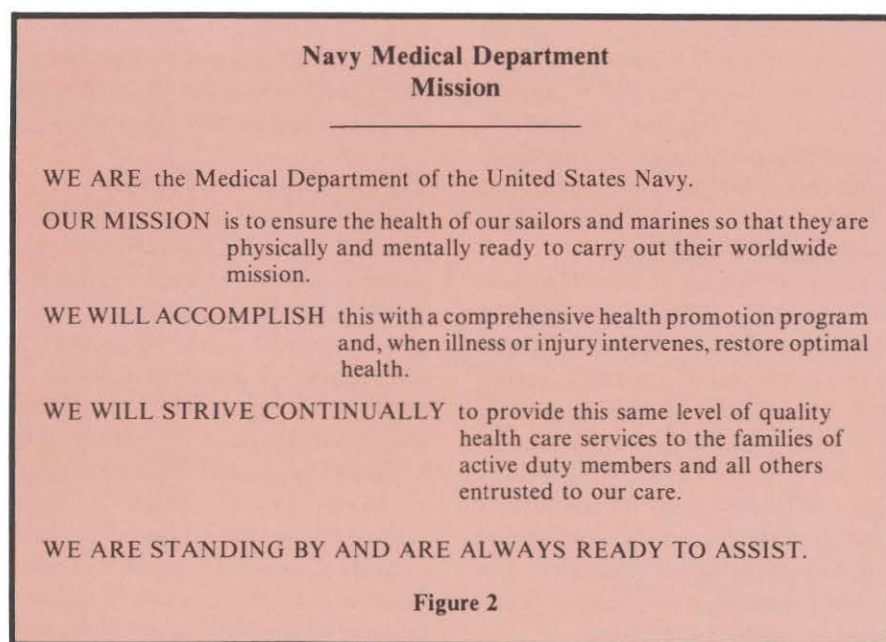 Navy Medical Department
Mission
WE ARE the Medical Department of the United States Navy.
OUR MISSION is to ensure the health of our sailors and marines so that they are
physically and mentally ready to carry out their worldwide
mission.
WE WILL ACCOMPLISH this with a comprehensive health promotion program
and, when illness or injury intervenes, restore optimal
health.
WE WILL STRIVE CONTINUALLY to provide this same level of quality
health care services to the families of
active duty members and all others
entrusted to our care.
WE ARE STANDING BY AND ARE ALWAYS READY TO ASSIST.
Figure 2